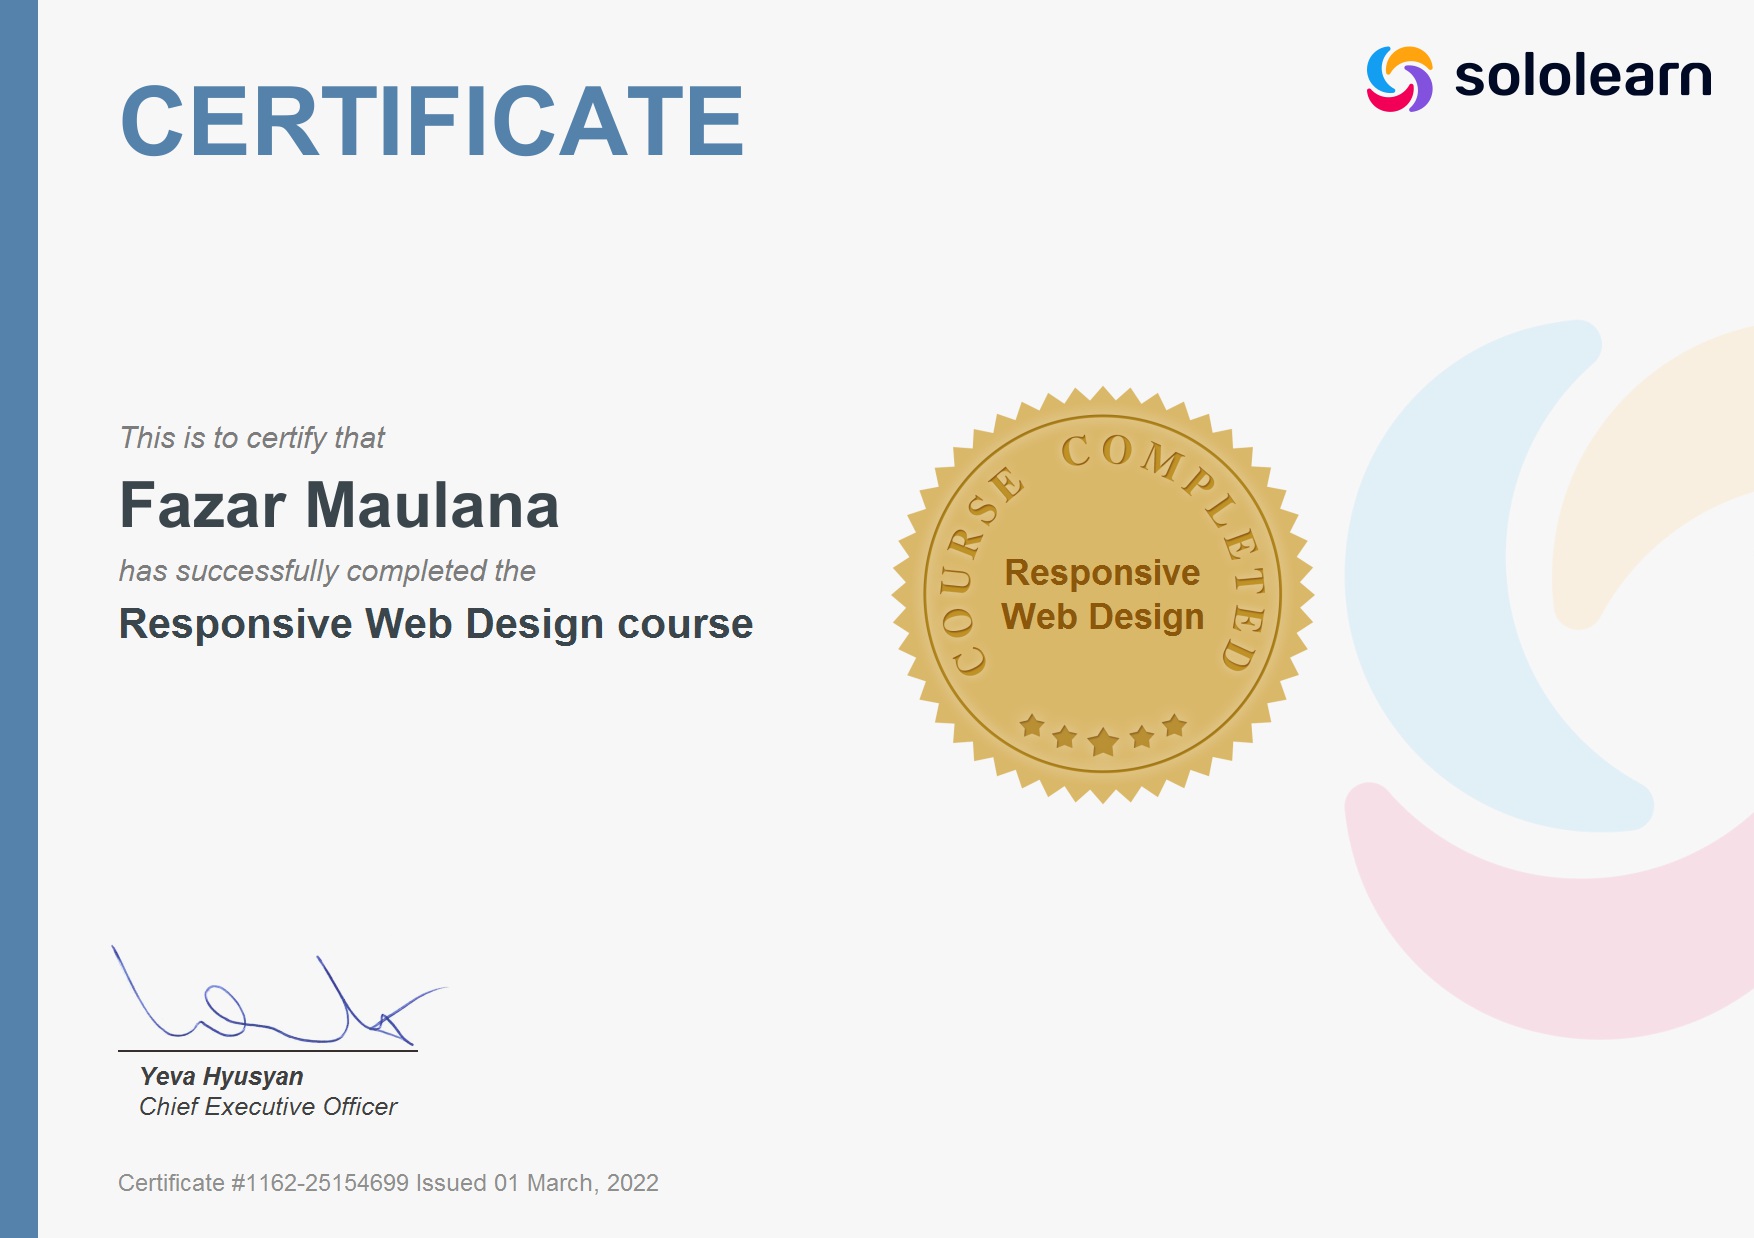 CERTIFICATE
sololearn
This is to certify that
Fazar Maulana
has successfully completed the
Responsive Web Design course
COURSE COMPLETED
Responsive
Web Design
Yeva Hyusyan
Chief Executive Officer
Certificate #1162-25154699 Issued 01 March, 2022